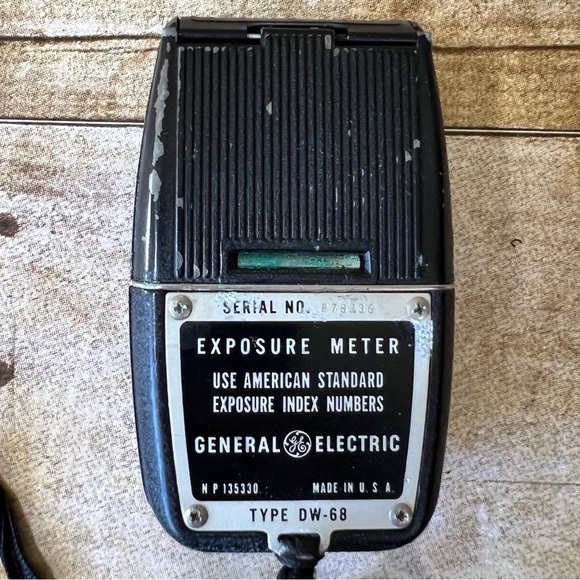 SERIAL NO.
EXPOSURE METER
USE AMERICAN STANDARD
EXPOSURE INDEX NUMBERS
GENERAL GE ELECTRIC
NP 135330 MADE IN U.S.A.
TYPE DW-68